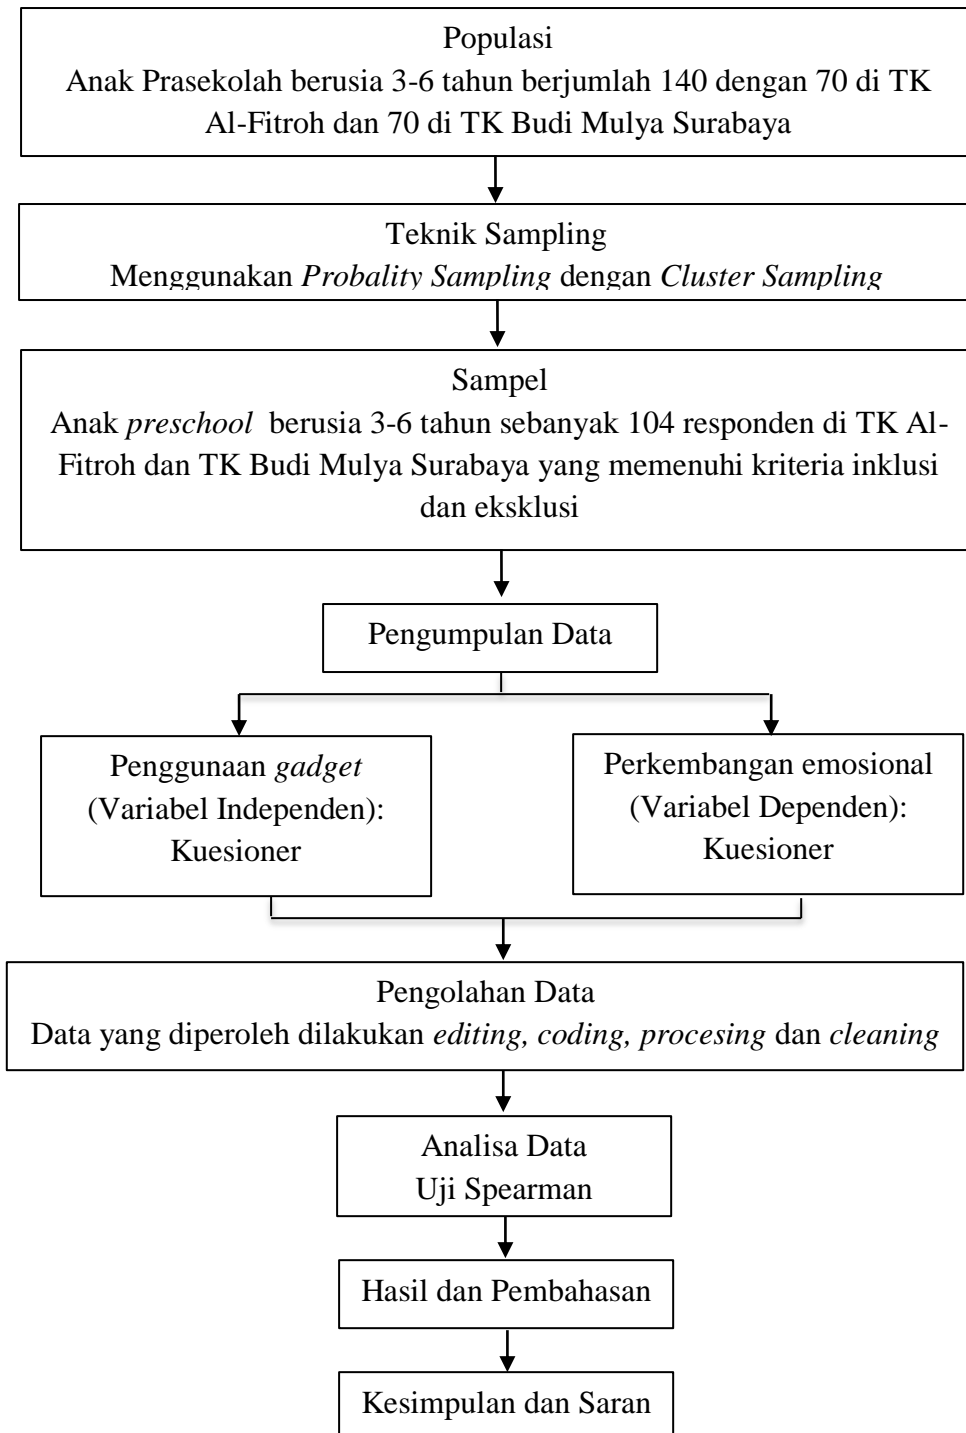 Populasi
Anak Prasekolah berusia 3-6 tahun berjumlah 140 dengan 70 di TK
Al-Fitroh dan 70 di TK Budi Mulya Surabaya
Teknik Sampling
Menggunakan Probality Sampling dengan Cluster Sampling
Sampel
Anak preschool berusia 3-6 tahun sebanyak 104 responden di TK Al-
Fitroh dan TK Budi Mulya Surabaya yang memenuhi kriteria inklusi
dan eksklusi
Pengumpulan Data
Penggunaan gadget
(Variabel Independen):
Kuesioner
Perkembangan emosional
(Variabel Dependen):
Kuesioner
Pengolahan Data
Data yang diperoleh dilakukan editing, coding, procesing dan cleaning
Analisa Data
Uji Spearman
Hasil dan Pembahasan
Kesimpulan dan Saran